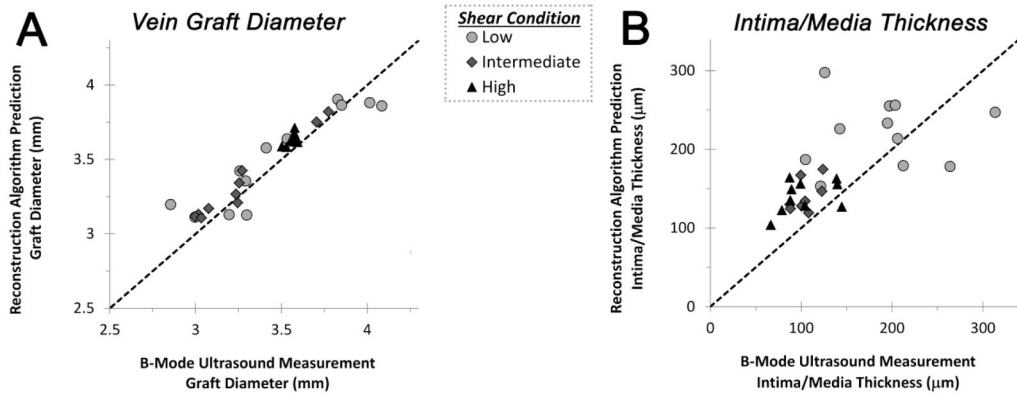 A
Vein Graft Diameter
Reconstruction Algorithm Prediction
Graft Diameter (mm)
4
3.5
3
2.5
2.5
3
3.5
4
B-Mode Ultrasound Measurement
Graft Diameter (mm)
Shear Condition
Low
Intermediate
High
B
Intima/Media Thickness
Reconstruction Algorithm Prediction
Intima/Media Thickness (μm)
300
200
100
0
0
100
200
300
B-Mode Ultrasound Measurement
Intima/Media Thickness (μm)